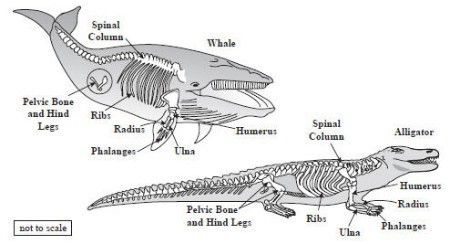 Spinal
Column
Whale
Pelvic Bone
and Hind
Legs
Ribs
Radius
Humerus
Phalanges
Ulna
Spinal
Column
Alligator
Humerus
Radius
Phalanges
Pelvic Bone
and Hind Legs
Ribs
Ulna
not to scale